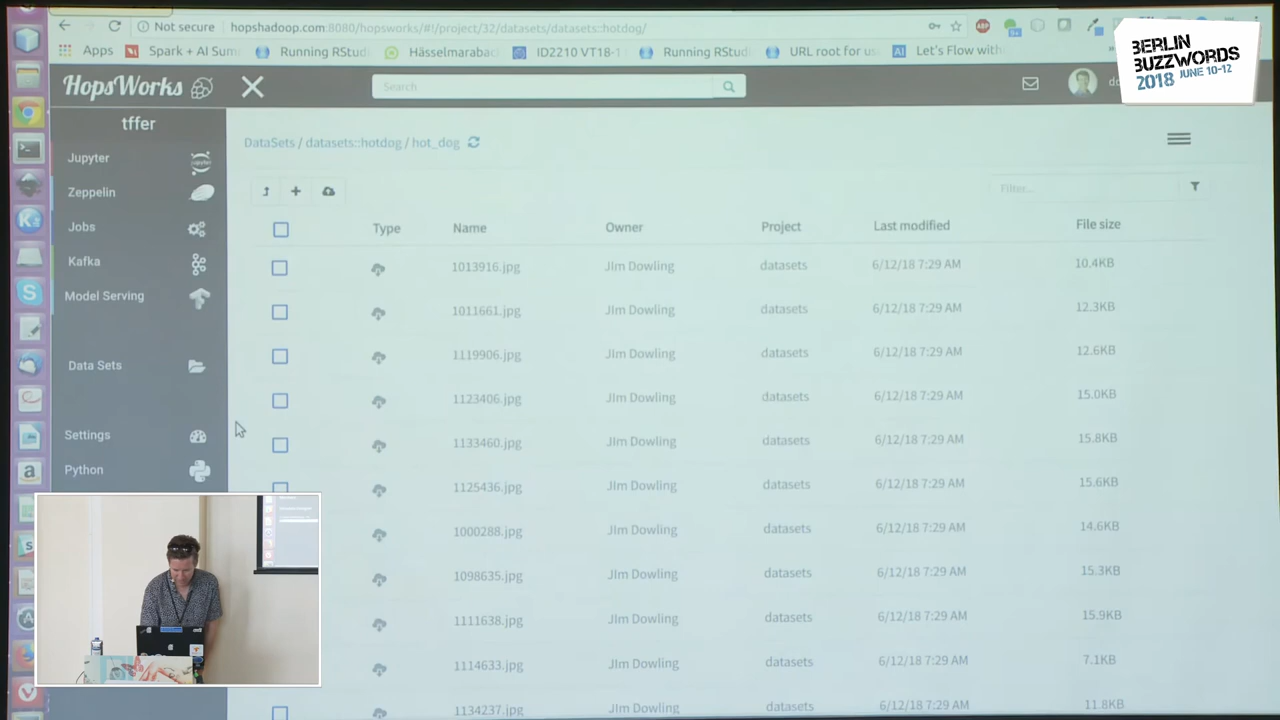 Not secure hopshadoop.com:8080/hopsworks/#!/project/32/datasets/datasets::hotdog/
Apps Spark + AI Sum Running RStud Hässelmaraback ID2210 VT18-1 Running RStud URL root for us Let's Flow with
BERLIN
BUZZWORDS
2018 JUNE 10-12
HopsWorks
Search
tffer
Jupyter
Zeppelin
Jobs
Kafka
Model Serving
Data Sets
Settings
Python
DataSets / datasets::hotdog / hot_dog
Filter...
Type Name Owner Project Last modified File size
1013916.jpg JIm Dowling datasets 6/12/18 7:29 AM 10.4KB
1011661.jpg JIm Dowling datasets 6/12/18 7:29 AM 12.3KB
1119906.jpg JIm Dowling datasets 6/12/18 7:29 AM 12.6KB
1123406.jpg JIm Dowling datasets 6/12/18 7:29 AM 15.0KB
1133460.jpg JIm Dowling datasets 6/12/18 7:29 AM 15.8KB
1125436.jpg JIm Dowling datasets 6/12/18 7:29 AM 15.6KB
1000288.jpg JIm Dowling datasets 6/12/18 7:29 AM 14.6KB
1098635.jpg JIm Dowling datasets 6/12/18 7:29 AM 15.3KB
1111638.jpg JIm Dowling datasets 6/12/18 7:29 AM 15.9KB
1114633.jpg JIm Dowling datasets 6/12/18 7:29 AM 7.1KB
1134237.jpg JIm Dowling datasets 6/12/18 7:29 AM 11.8KB